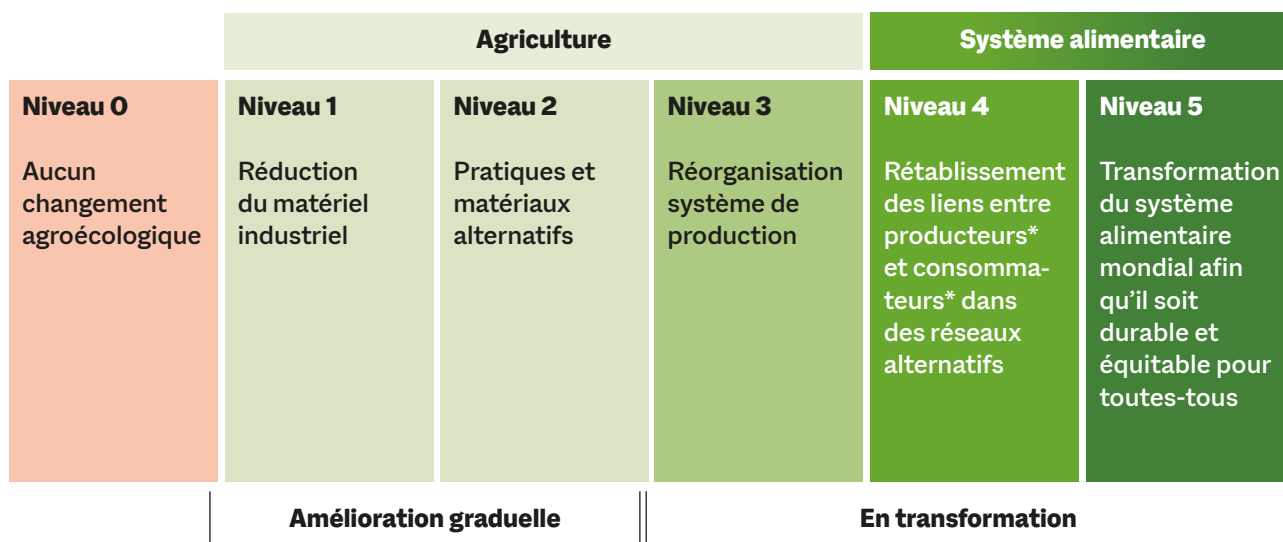 Agriculture
Système alimentaire
Niveau 0
Aucun
changement
agroécologique
Niveau 1
Réduction
du matériel
industriel
Niveau 2
Pratiques et
matériaux
alternatifs
Niveau 3
Réorganisation
système de
production
Niveau 4
Rétablissement
des liens entre
producteurs*
et consomma-
teurs* dans
des réseaux
alternatifs
Niveau 5
Transformation
du système
alimentaire
mondial afin
qu’il soit
durable et
équitable pour
toutes-tous
Amélioration graduelle
En transformation